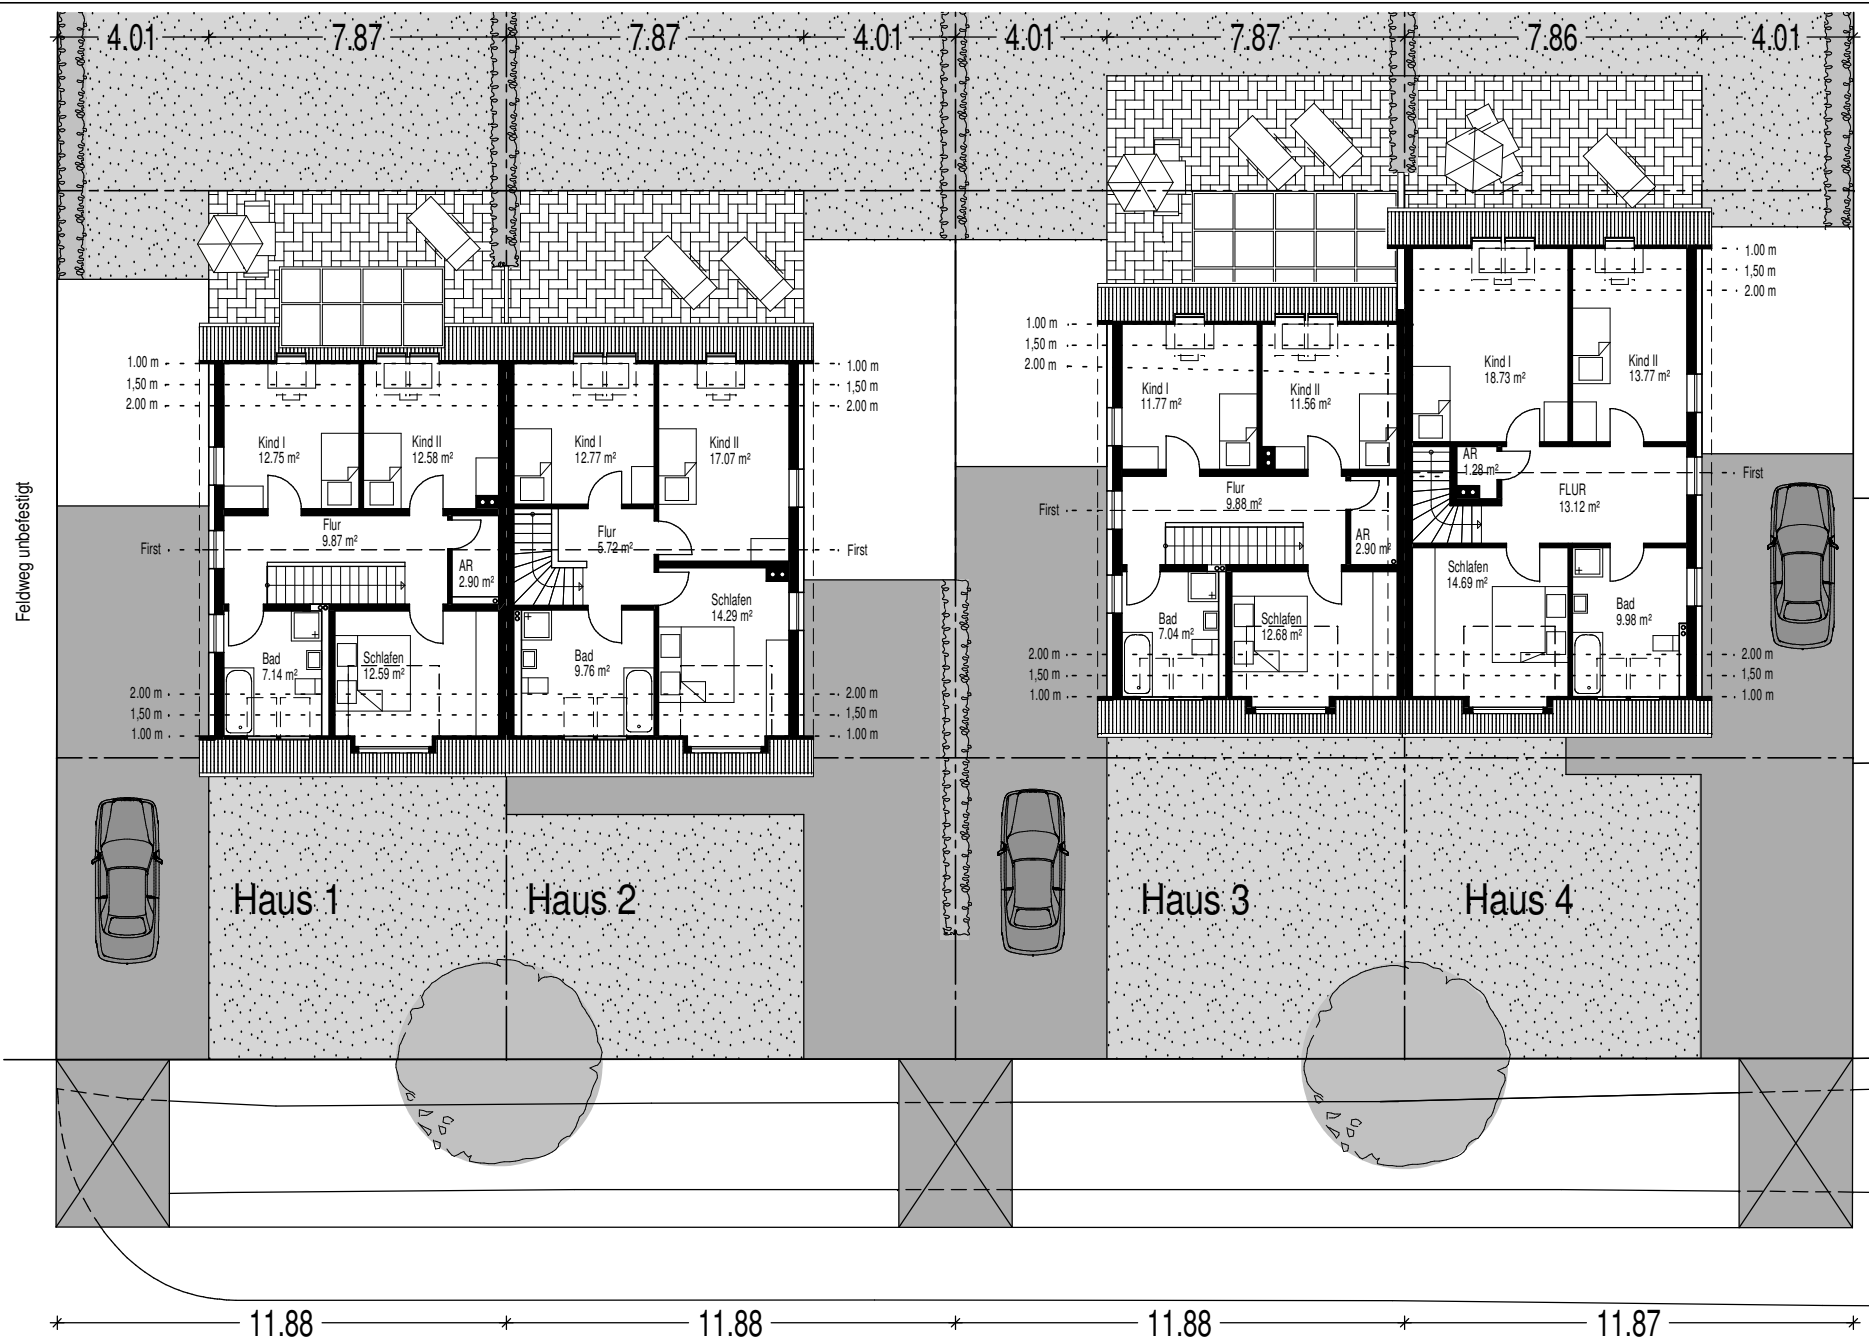 4.01
7.87
7.87
4.01
4.01
7.87
7.86
4.01
Feldweg unbefestigt
1.00 m
1,50 m
2.00 m
Kind I
12.75 m²
Kind II
12.58 m²
Kind I
12.77 m²
Kind II
17.07 m²
1.00 m
1,50 m
2.00 m
First
Flur
9.87 m²
AR
2.90 m²
Flur
5.72 m²
First
Bad
7.14 m²
Schlafen
12.59 m²
Bad
9.76 m²
Schlafen
14.29 m²
2.00 m
1,50 m
1.00 m
2.00 m
1,50 m
1.00 m
1.00 m
1,50 m
2.00 m
Kind I
11.77 m²
Kind II
11.56 m²
Kind I
18.73 m²
Kind II
13.77 m²
1.00 m
1,50 m
2.00 m
First
Flur
9.88 m²
AR
2.90 m²
AR
1.28 m²
FLUR
13.12 m²
First
Bad
7.04 m²
Schlafen
12.68 m²
Schlafen
14.69 m²
Bad
9.98 m²
2.00 m
1,50 m
1.00 m
2.00 m
1,50 m
1.00 m
Haus 1
Haus 2
Haus 3
Haus 4
11.88
11.88
11.88
11.87